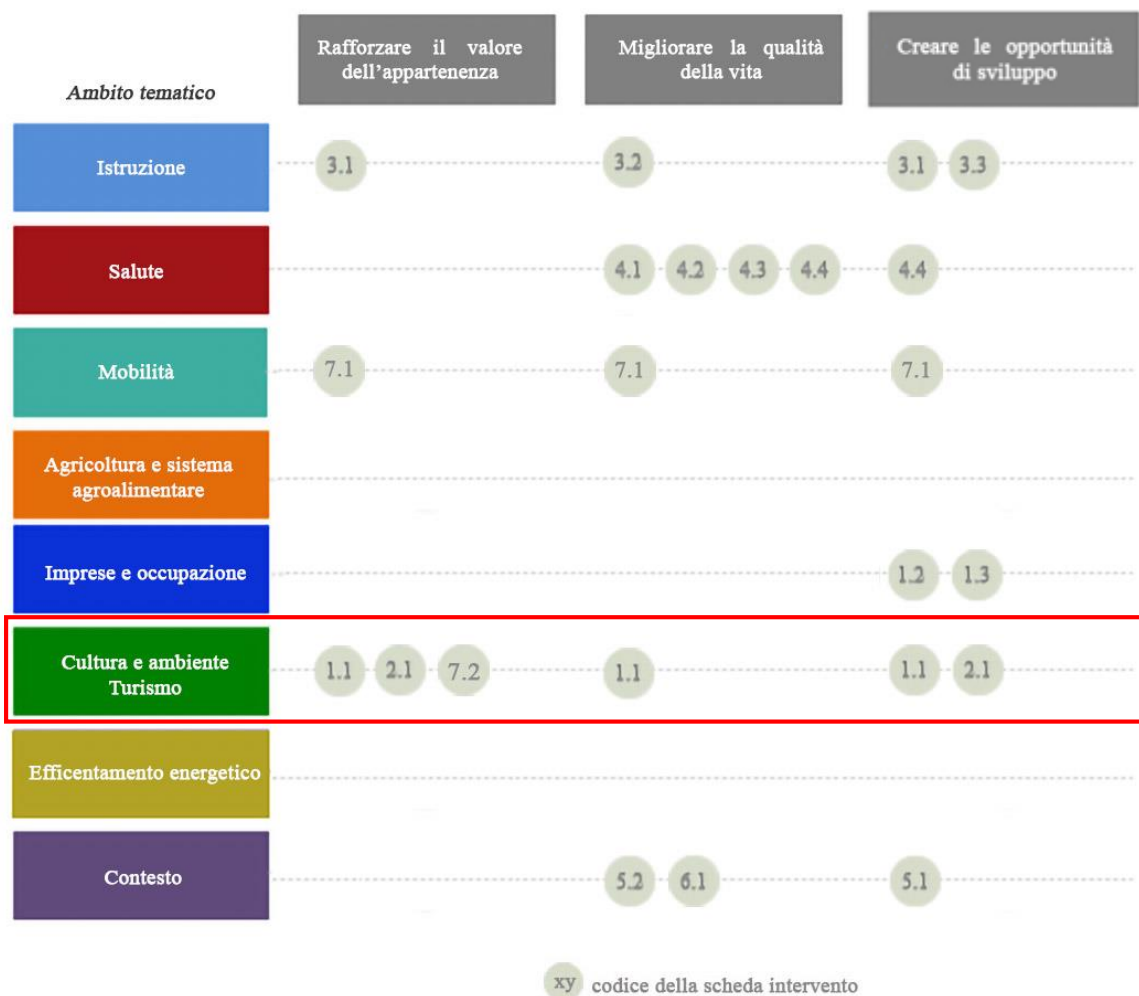 Rafforzare il valore
dell'appartenenza
Migliorare la qualità
della vita
Creare le opportunità
di sviluppo
Ambito tematico
Istruzione
3.1
3.2
3.1 3.3
Salute
4.1 4.2 4.3 4.4
4.4
Mobilità
7.1
7.1
7.1
Agricoltura e sistema
agroalimentare
Imprese e occupazione
1.2 1.3
Cultura e ambiente
Turismo
1.1 2.1 7.2
1.1
1.1 2.1
Efficentamento energetico
Contesto
5.2 6.1
5.1
xy codice della scheda intervento